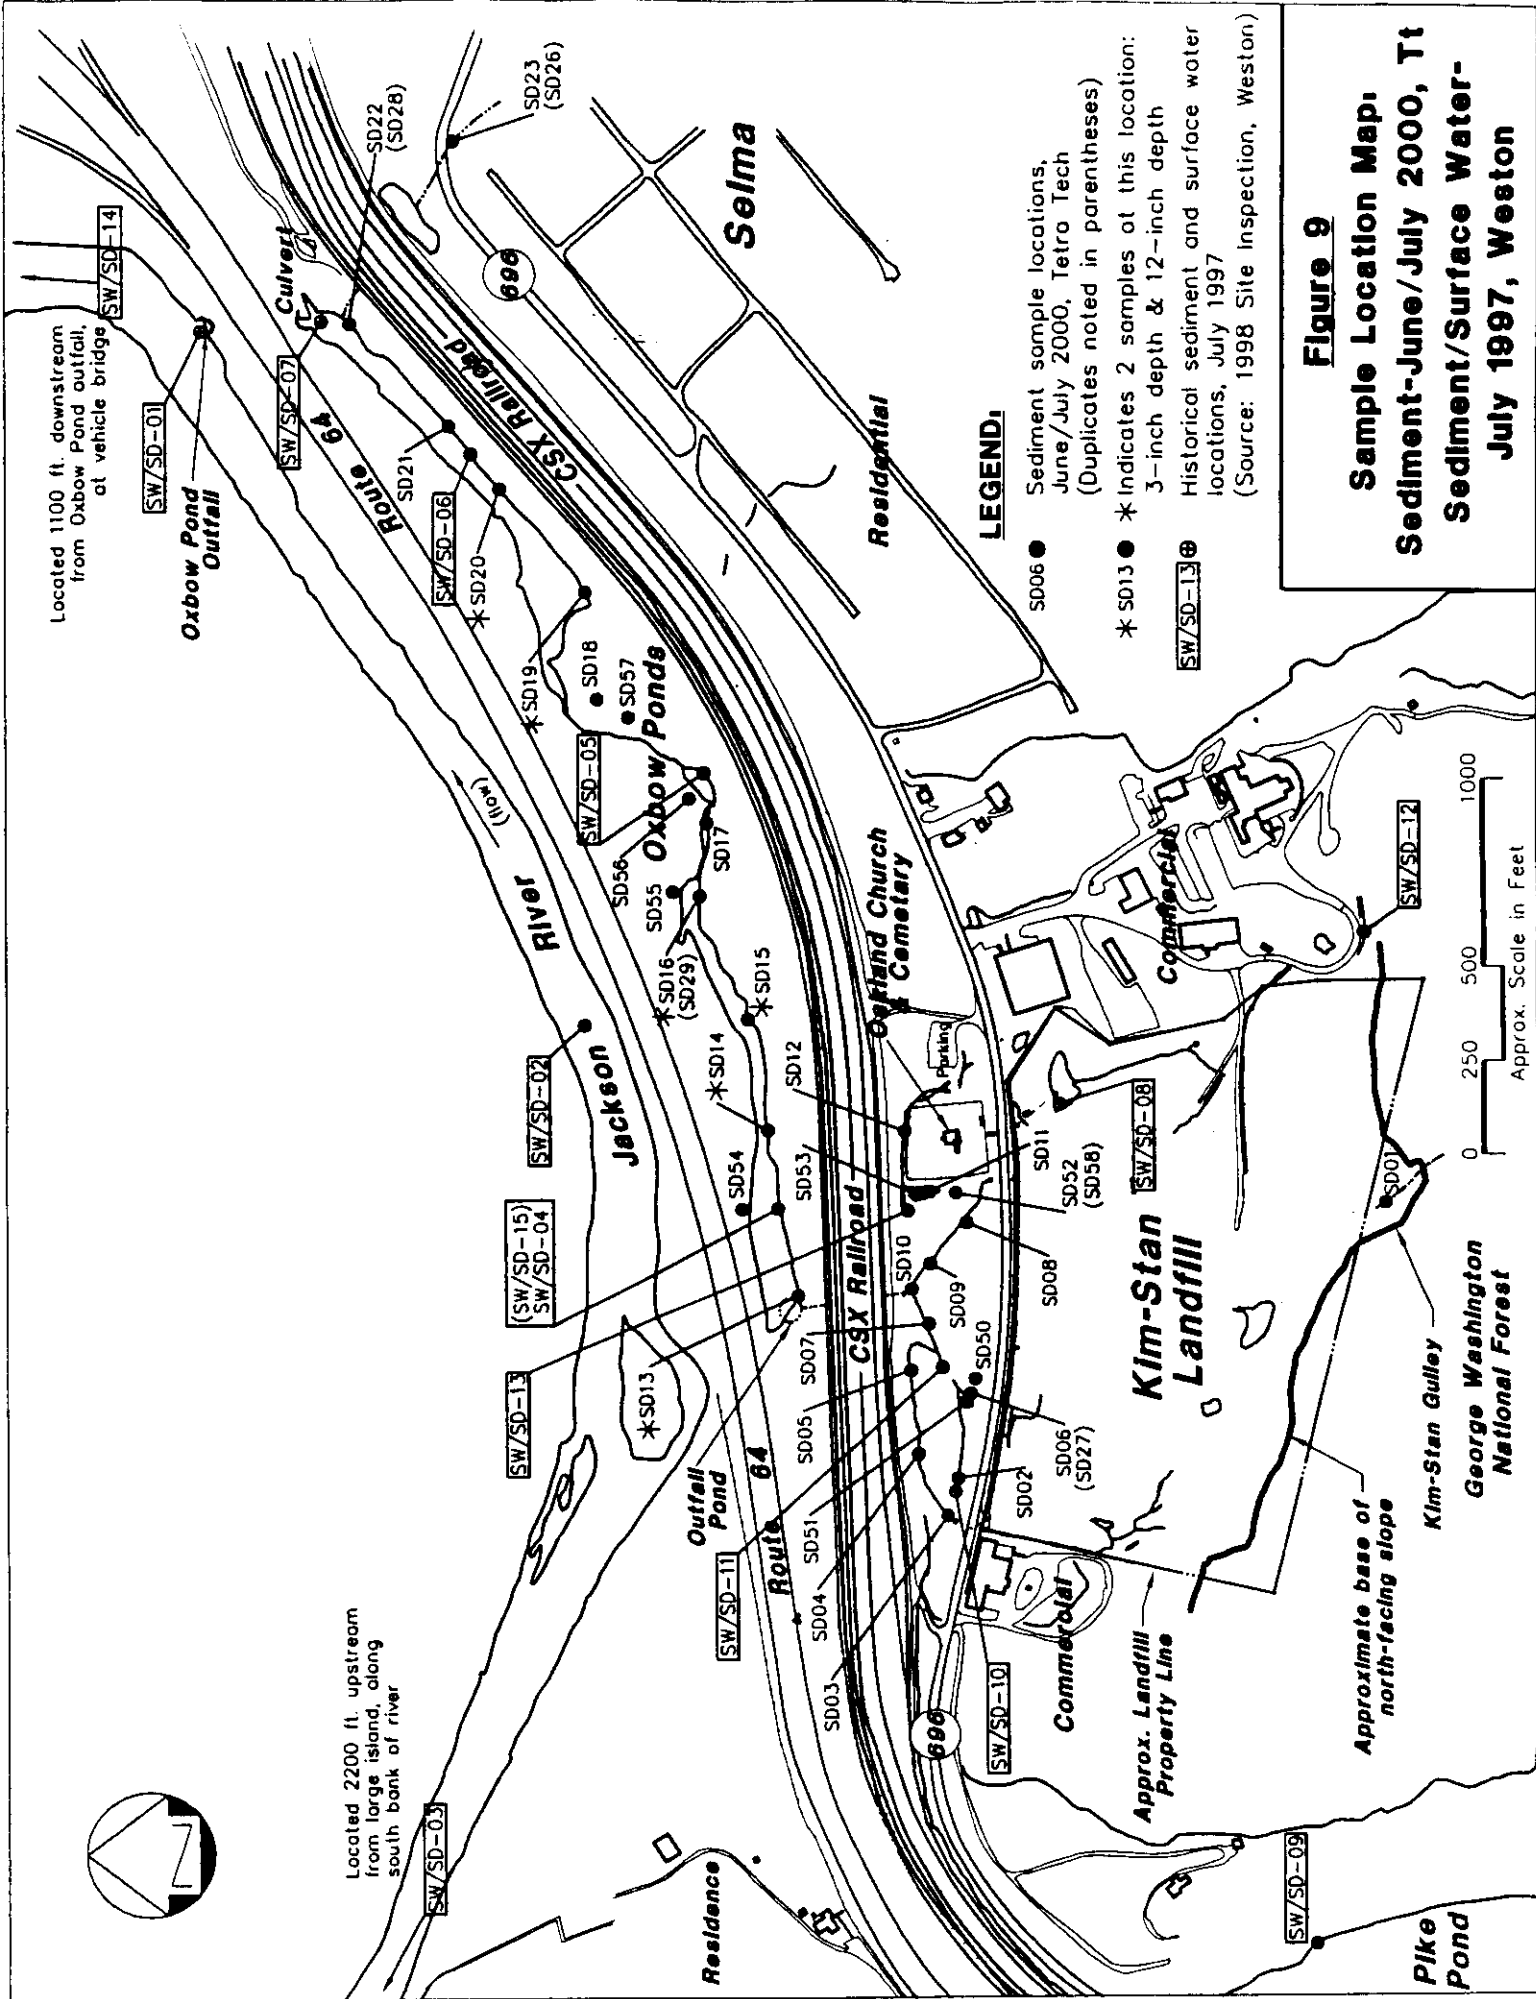 Located 1100 ft. downstream
from Oxbow Pond outfall,
at vehicle bridge
SW/SD-14
SW/SD-01
Oxbow Pond
Outfall
Culvert
SW/SD-07
SD22
(SD28)
SD23
(SD26)
696
Selma
Route 64
SD21
SW/SD-06
*SD20
CSX Railroad
CSX Railroad
*SD19
SD18
SD57
Oxbow Ponds
SW/SD-05
SD56
SD55
SD17
(flow)
Jackson River
SW/SD-02
*SD16
(SD29)
*SD15
*SD14
SD12
SD54
SD53
(SW/SD-15)
SW/SD-04
SW/SD-13
*SD13
Outfall
Pond
Residential
Oakland Church
& Cemetary
Parking
Commercial
SW/SD-12
SW/SD-08
SD11
SD52
(SD58)
SD10
SD09
SD08
SD07
CSX Railroad
SD05
SD50
SD06
(SD27)
SD02
SD51
SD04
SD03
SW/SD-11
Route 64
SW/SD-10
696
Commercial
Kim-Stan
Landfill
SD01
Kim-Stan Gulley
George Washington
National Forest
Approximate base of
north-facing slope
Approx. Landfill
Property Line
Located 2200 ft. upstream
from large island, along
south bank of river
SW/SD-03
N
Residence
SW/SD-09
Pike
Pond
0 250 500 1000
Approx. Scale in Feet
LEGEND:
SD06 Sediment sample locations,
June/July 2000, Tetra Tech
(Duplicates noted in parentheses)
*SD13 * Indicates 2 samples at this location:
3-inch depth & 12-inch depth
SW/SD-13 Historical sediment and surface water
locations, July 1997
(Source: 1998 Site Inspection, Weston)
Figure 9
Sample Location Map:
Sediment-June/July 2000, Tt
Sediment/Surface Water-
July 1997, Weston